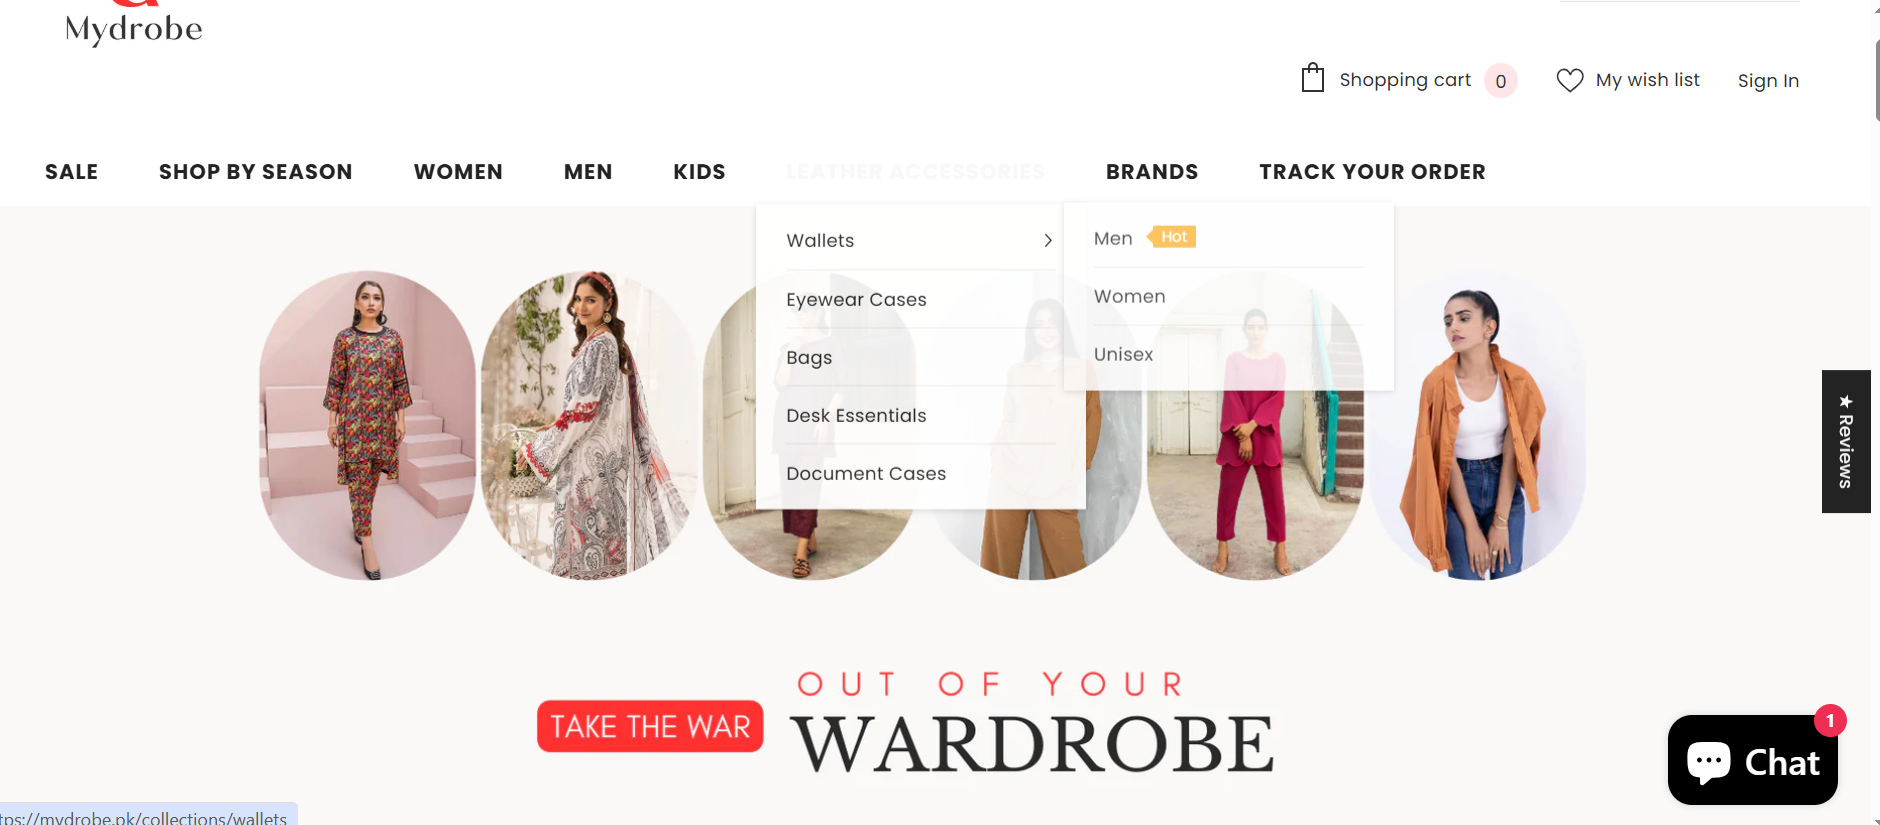 Mydrobe
Shopping cart 0 My wish list Sign In
SALE SHOP BY SEASON WOMEN MEN KIDS LEATHER ACCESSORIES BRANDS TRACK YOUR ORDER
Wallets
Eyewear Cases
Bags
Desk Essentials
Document Cases
Men Hot
Women
Unisex
★ Reviews
OUT OF YOUR
TAKE THE WAR
WARDROBE
1
Chat
tps://mydrobe.pk/collections/wallets